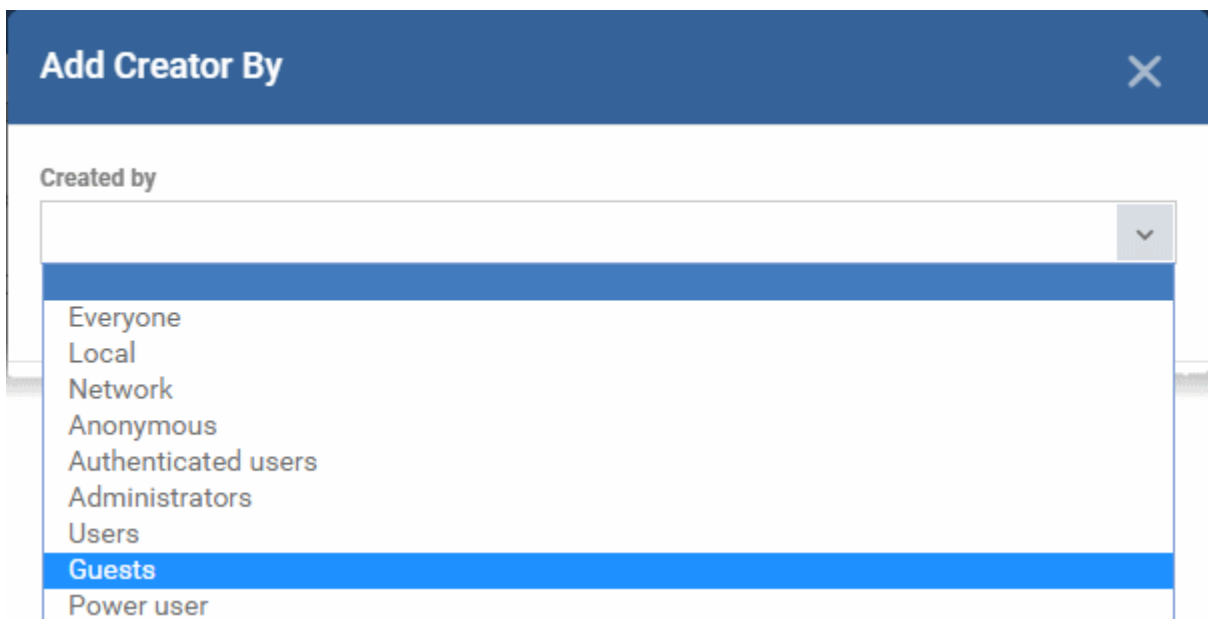 Add Creator By
Created by
Everyone
Local
Network
Anonymous
Authenticated users
Administrators
Users
Guests
Power user